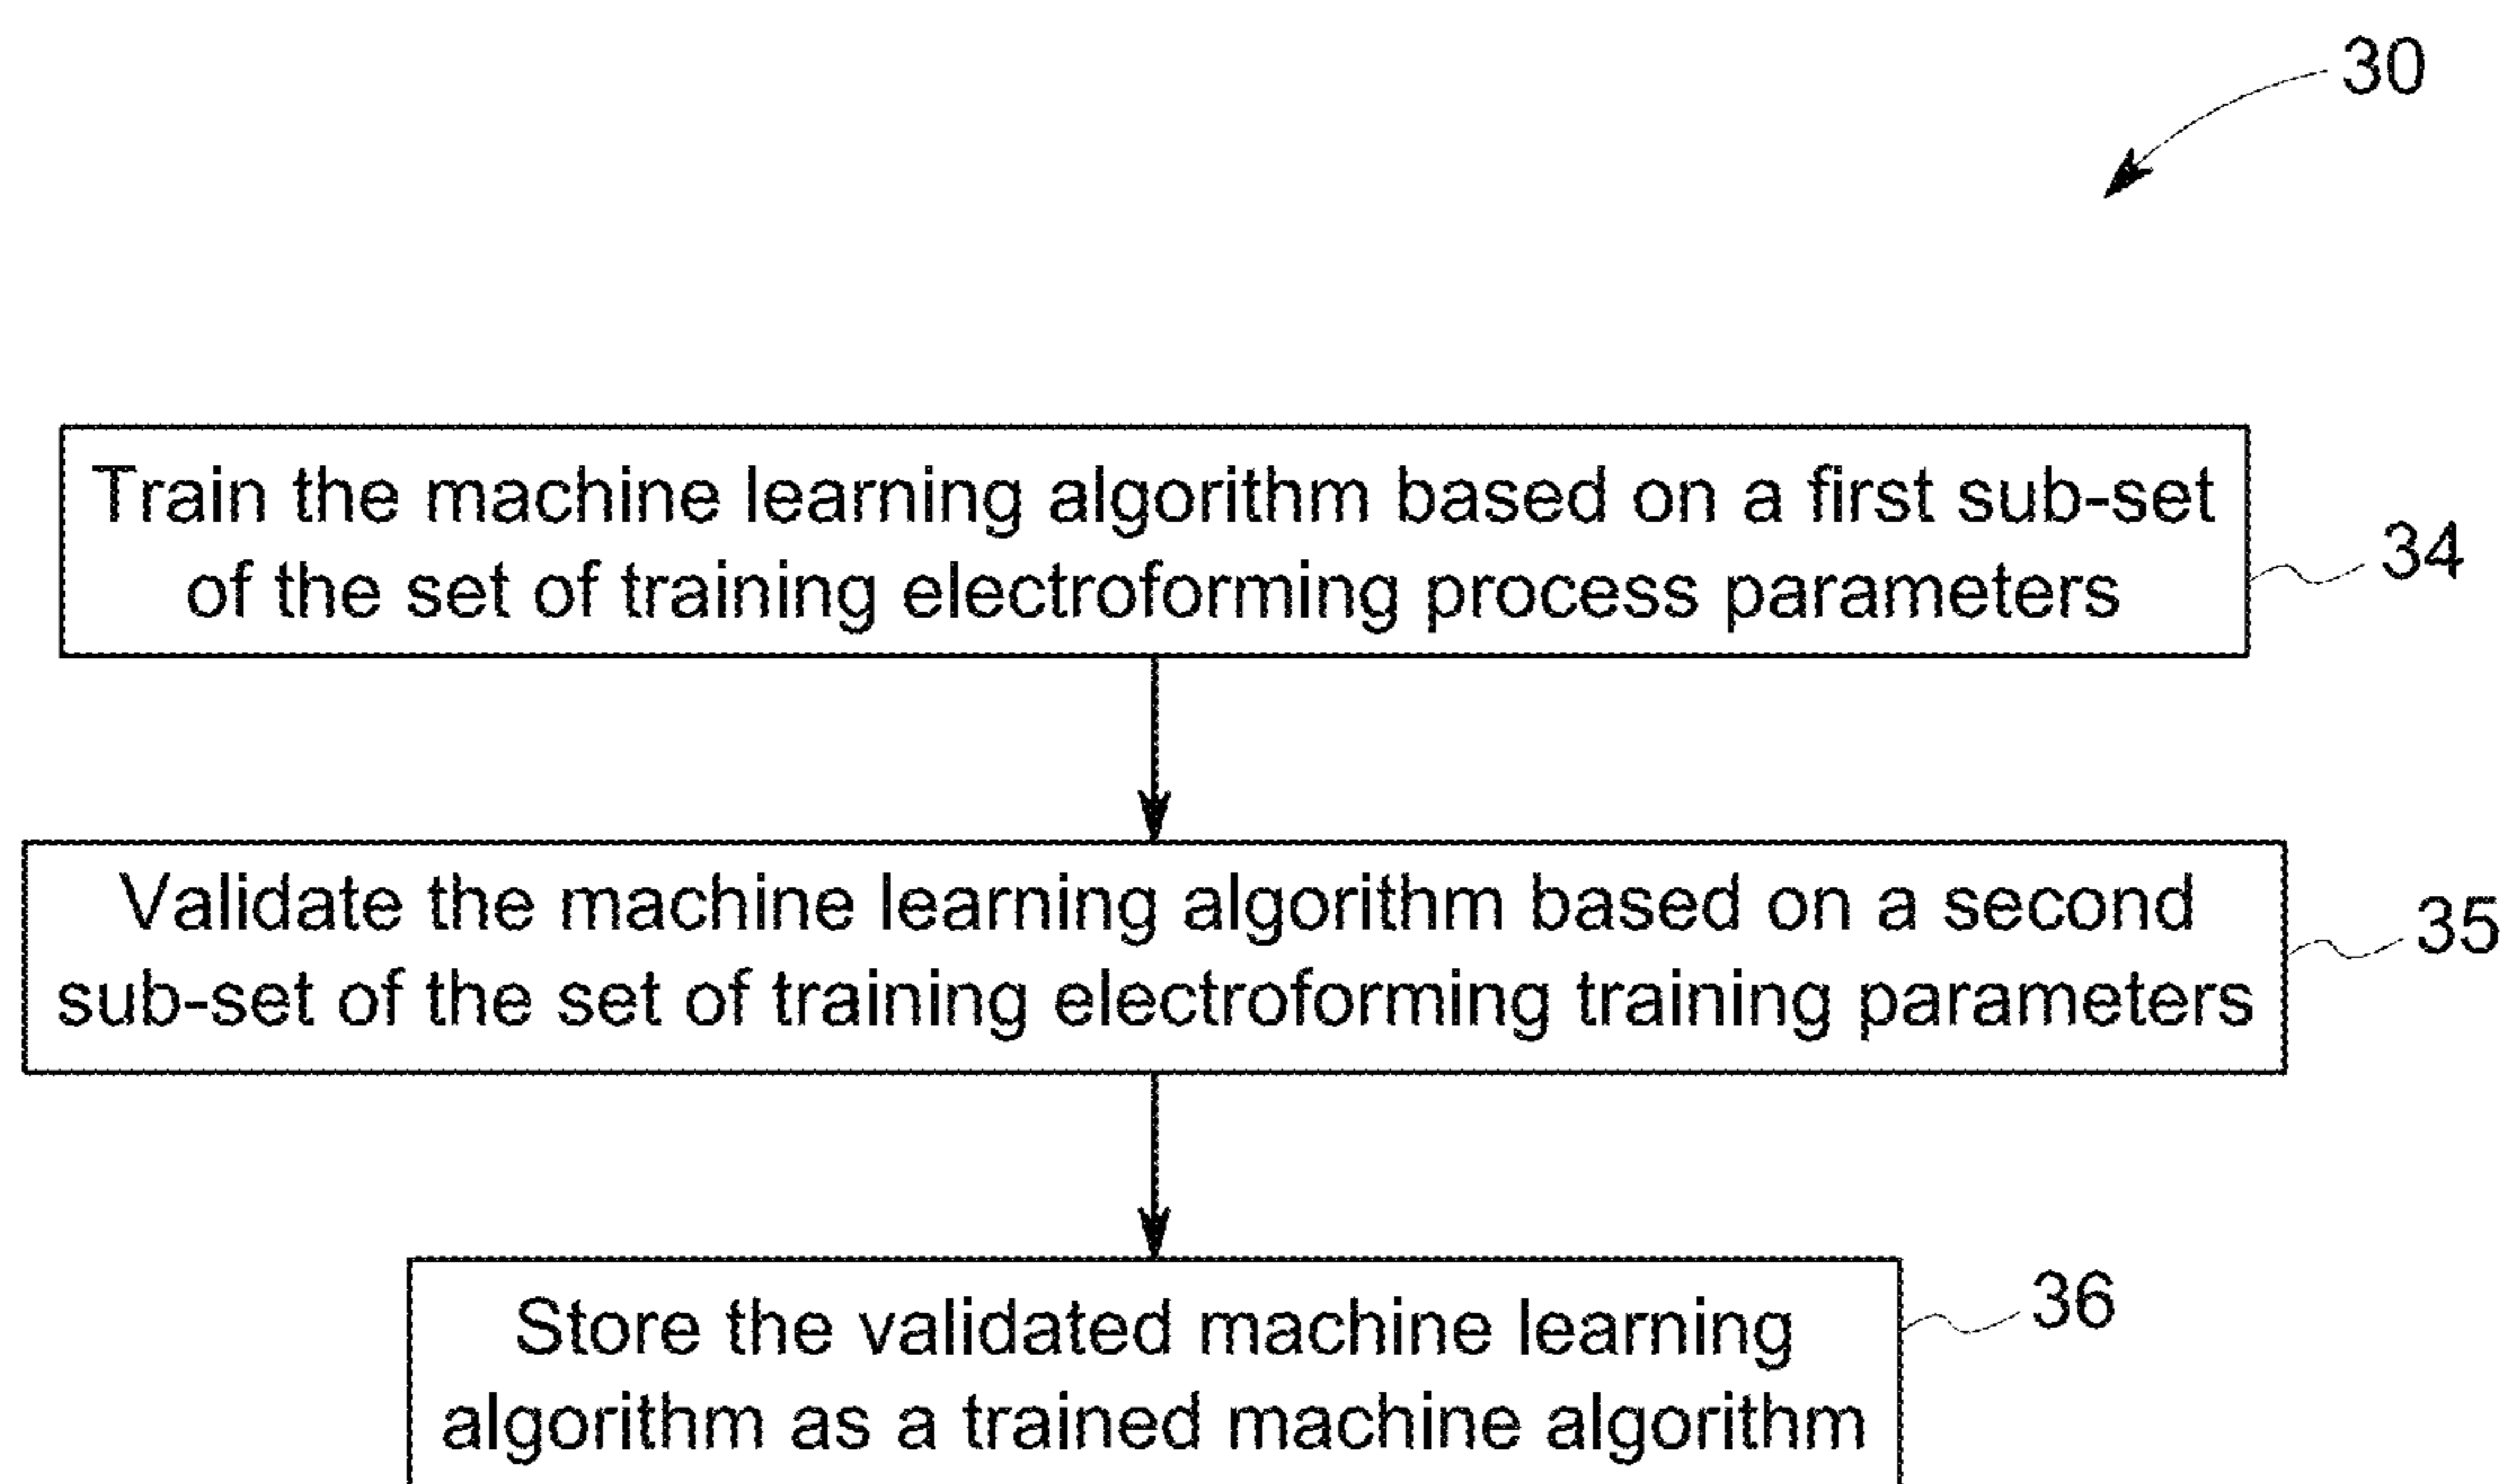 30
Train the machine learning algorithm based on a first sub-set
of the set of training electroforming process parameters
34
Validate the machine learning algorithm based on a second
sub-set of the set of training electroforming training parameters
35
Store the validated machine learning
algorithm as a trained machine algorithm
36